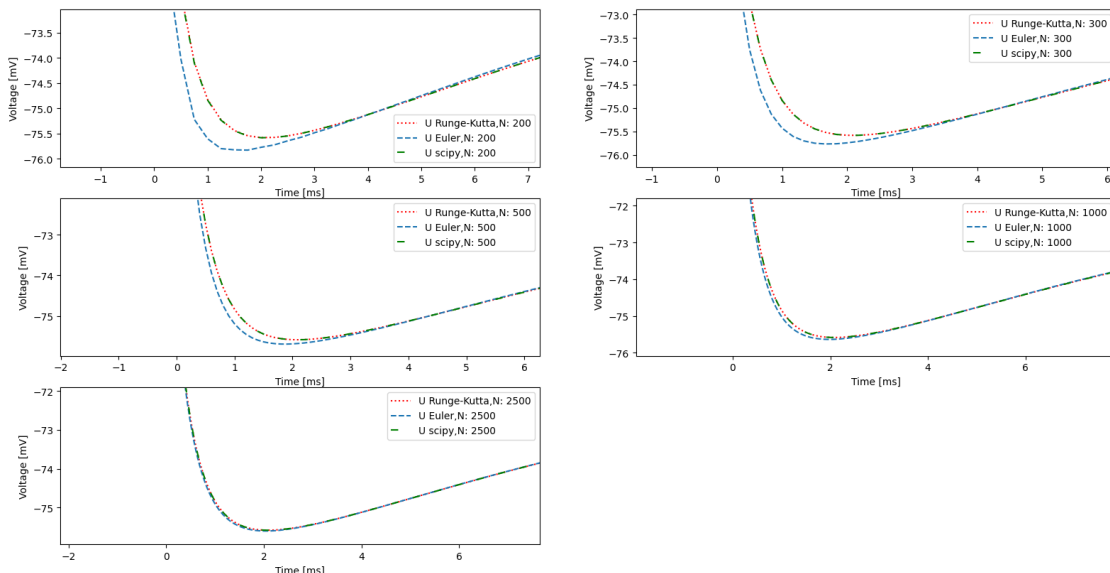 Voltage [mV]
−73.5
−74.0
−74.5
−75.0
−75.5
−76.0
U Runge-Kutta,N: 200
U Euler,N: 200
U scipy,N: 200
−1 0 1 2 3 4 5 6 7
Time [ms]
Voltage [mV]
−73.0
−73.5
−74.0
−74.5
−75.0
−75.5
−76.0
U Runge-Kutta,N: 300
U Euler,N: 300
U scipy,N: 300
−1 0 1 2 3 4 5 6
Time [ms]
Voltage [mV]
−73
−74
−75
U Runge-Kutta,N: 500
U Euler,N: 500
U scipy,N: 500
−2 −1 0 1 2 3 4 5 6
Time [ms]
Voltage [mV]
−72
−73
−74
−75
−76
U Runge-Kutta,N: 1000
U Euler,N: 1000
U scipy,N: 1000
0 2 4 6
Time [ms]
Voltage [mV]
−72
−73
−74
−75
U Runge-Kutta,N: 2500
U Euler,N: 2500
U scipy,N: 2500
−2 0 2 4 6
Time [ms]